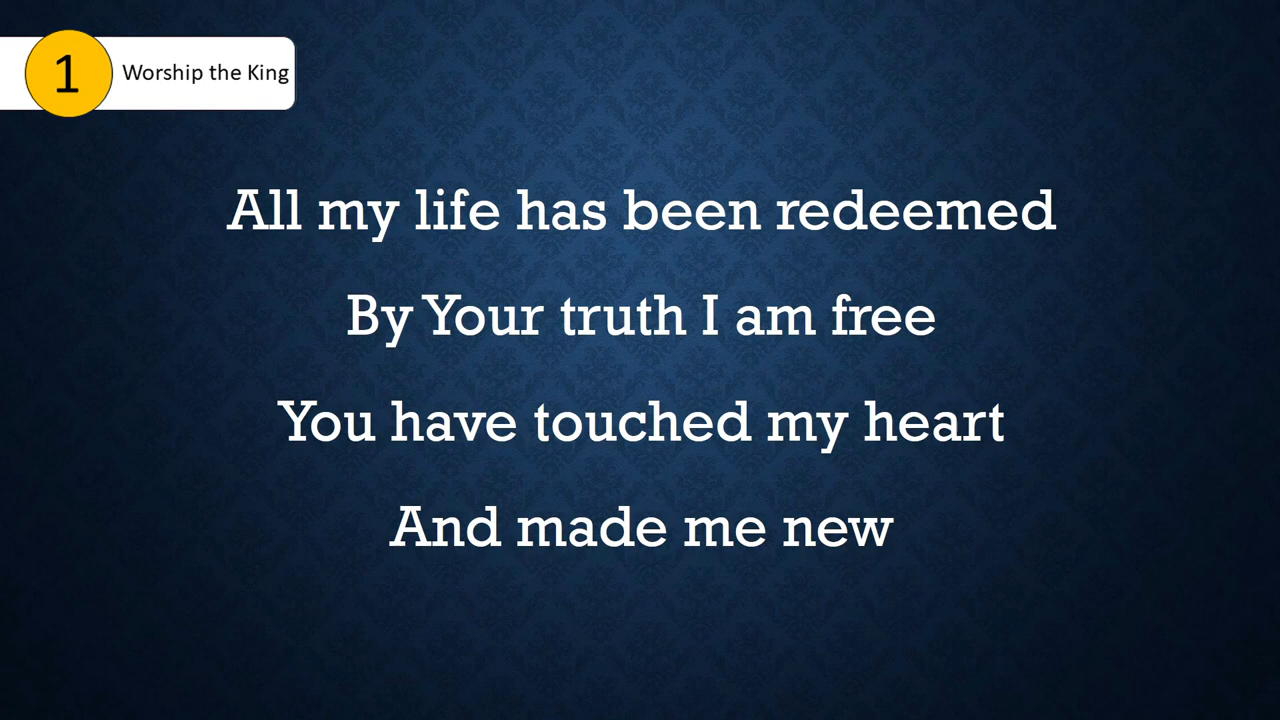 1
Worship the King
All my life has been redeemed
By Your truth I am free
You have touched my heart
And made me new